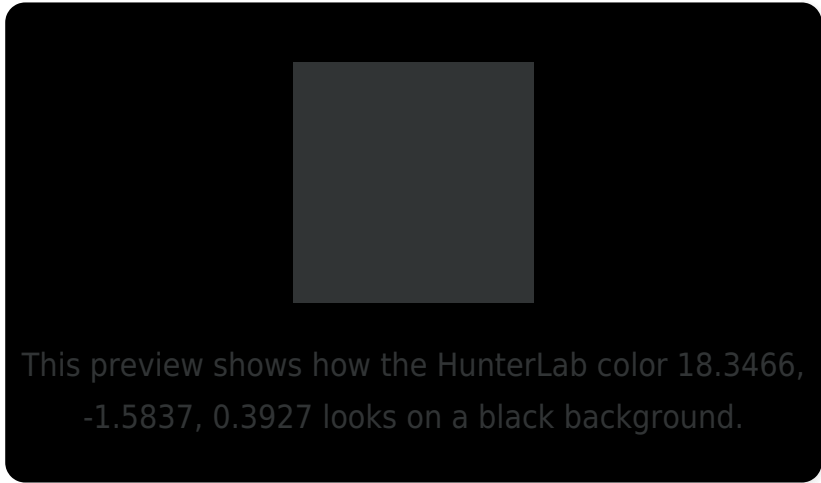 This preview shows how the HunterLab color 18.3466,
-1.5837, 0.3927 looks on a black background.